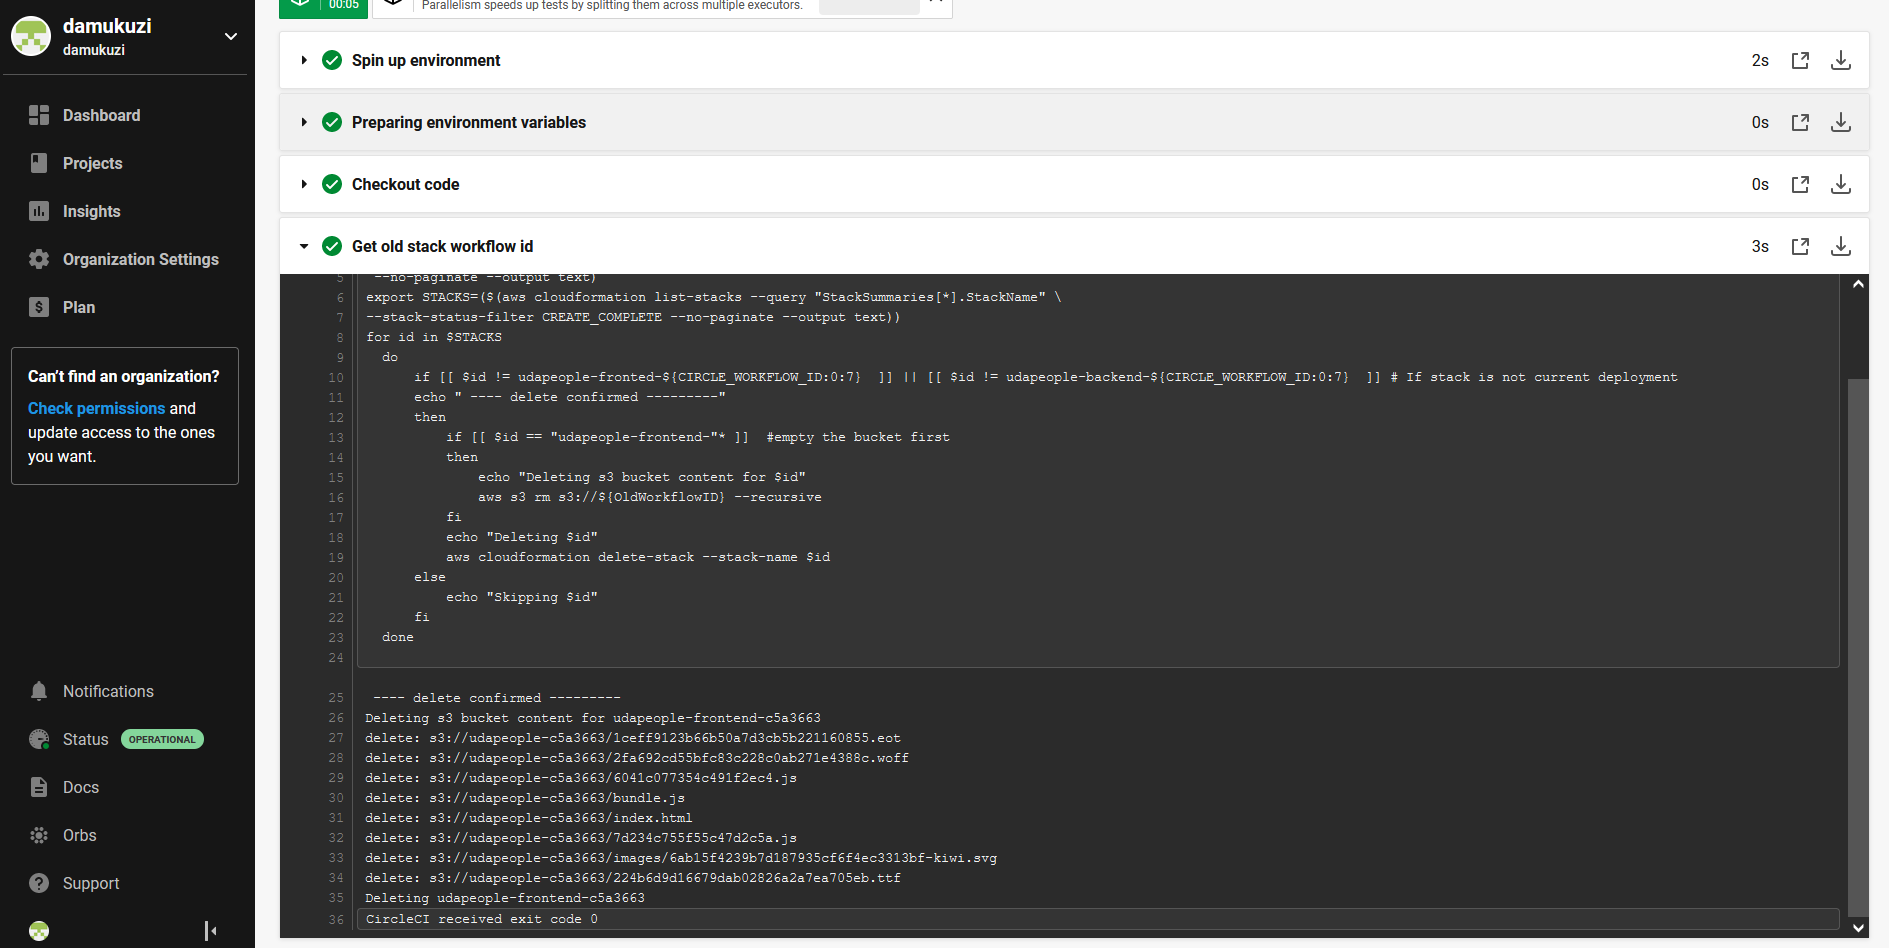 damukuzi
damukuzi
Dashboard
Projects
Insights
Organization Settings
Plan
Can't find an organization?
Check permissions and
update access to the ones
you want.
Notifications
Status OPERATIONAL
Docs
Orbs
Support
00:05
Parallelism speeds up tests by splitting them across multiple executors.
Spin up environment 2s
Preparing environment variables 0s
Checkout code 0s
Get old stack workflow id 3s
5 --no-paginate --output text)
6 export STACKS=($(aws cloudformation list-stacks --query "StackSummaries[*].StackName" \
7 --stack-status-filter CREATE_COMPLETE --no-paginate --output text))
8 for id in $STACKS
9 do
10 if [[ $id != udapeople-fronted-${CIRCLE_WORKFLOW_ID:0:7} ]] || [[ $id != udapeople-backend-${CIRCLE_WORKFLOW_ID:0:7} ]] # If stack is not current deployment
11 echo " ---- delete confirmed ---------"
12 then
13 if [[ $id == "udapeople-frontend-"* ]] #empty the bucket first
14 then
15 echo "Deleting s3 bucket content for $id"
16 aws s3 rm s3://${OldWorkflowID} --recursive
17 fi
18 echo "Deleting $id"
19 aws cloudformation delete-stack --stack-name $id
20 else
21 echo "Skipping $id"
22 fi
23 done
24
25 ---- delete confirmed ---------
26 Deleting s3 bucket content for udapeople-frontend-c5a3663
27 delete: s3://udapeople-c5a3663/1ceff9123b66b50a7d3cb5b221160855.eot
28 delete: s3://udapeople-c5a3663/2fa692cd55bfc83c228c0ab271e4388c.woff
29 delete: s3://udapeople-c5a3663/6041c077354c491f2ec4.js
30 delete: s3://udapeople-c5a3663/bundle.js
31 delete: s3://udapeople-c5a3663/index.html
32 delete: s3://udapeople-c5a3663/7d234c755f55c47d2c5a.js
33 delete: s3://udapeople-c5a3663/images/6ab15f4239b7d187935cf6f4ec3313bf-kiwi.svg
34 delete: s3://udapeople-c5a3663/224b6d9d16679dab02826a2a7ea705eb.ttf
35 Deleting udapeople-frontend-c5a3663
36 CircleCI received exit code 0